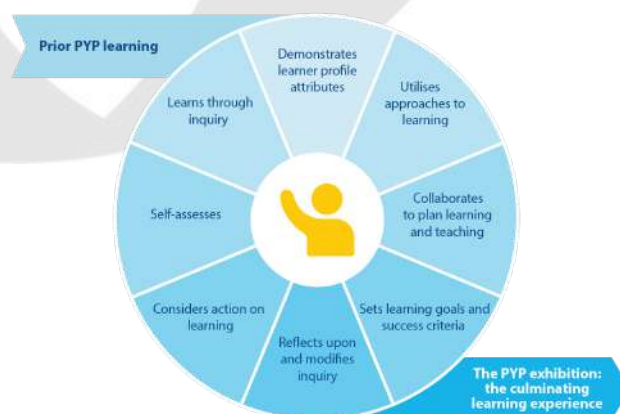 Prior PYP learning
Demonstrates
learner profile
attributes
Utilises
approaches to
learning
Collaborates
to plan learning
and teaching
Sets learning goals and
success criteria
Reflects upon
and modifies
inquiry
Considers action on
learning
Self-assesses
Learns through
inquiry
The PYP exhibition:
the culminating
learning experience